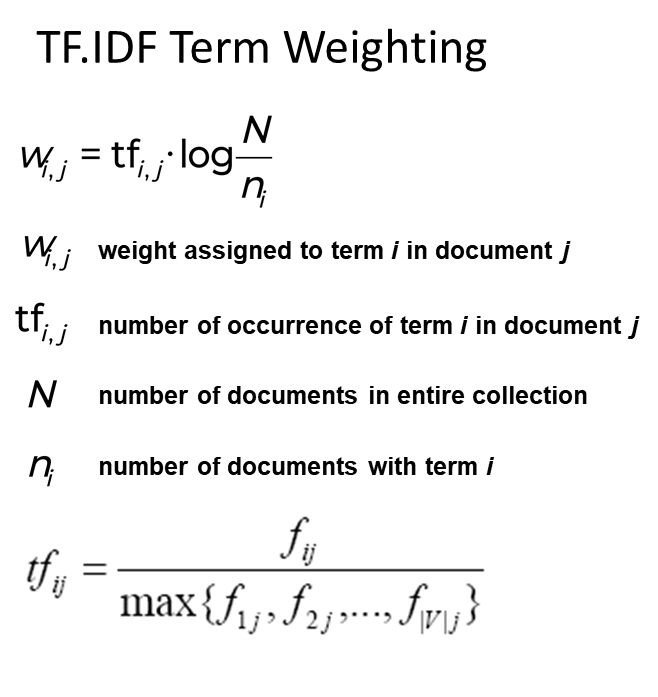 TF.IDF Term Weighting
w_{i,j} = tf_{i,j} · log \frac{N}{n_i}
w_{i,j} weight assigned to term i in document j
tf_{i,j} number of occurrence of term i in document j
N number of documents in entire collection
n_i number of documents with term i
tf_{ij} = \frac{f_{ij}}{max{f_{1j}, f_{2j}, ..., f_{|V|j}}}